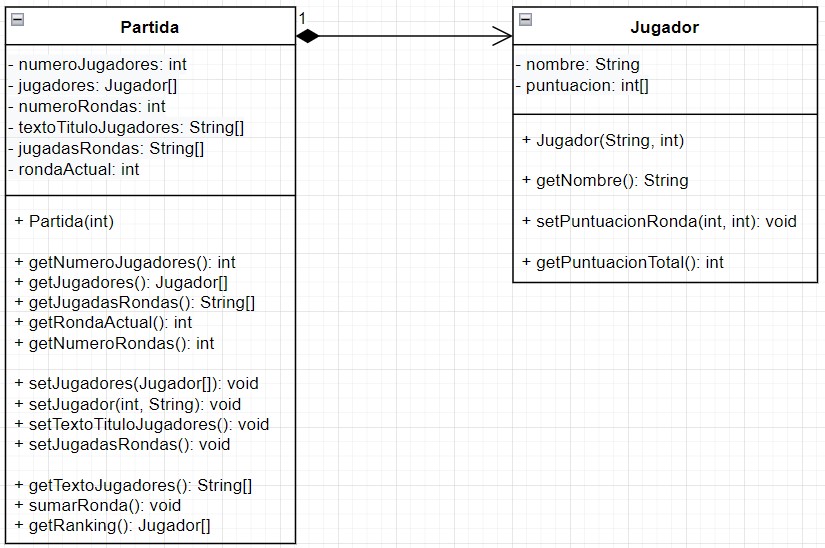 Partida
- numeroJugadores: int
- jugadores: Jugador[]
- numeroRondas: int
- textoTituloJugadores: String[]
- jugadasRondas: String[]
- rondaActual: int
+ Partida(int)
+ getNumeroJugadores(): int
+ getJugadores(): Jugador[]
+ getJugadasRondas(): String[]
+ getRondaActual(): int
+ getNumeroRondas(): int
+ setJugadores(Jugador[]): void
+ setJugador(int, String): void
+ setTextoTituloJugadores(): void
+ setJugadasRondas(): void
+ getTextoJugadores(): String[]
+ sumarRonda(): void
+ getRanking(): Jugador[]
1
Jugador
- nombre: String
- puntuacion: int[]
+ Jugador(String, int)
+ getNombre(): String
+ setPuntuacionRonda(int, int): void
+ getPuntuacionTotal(): int